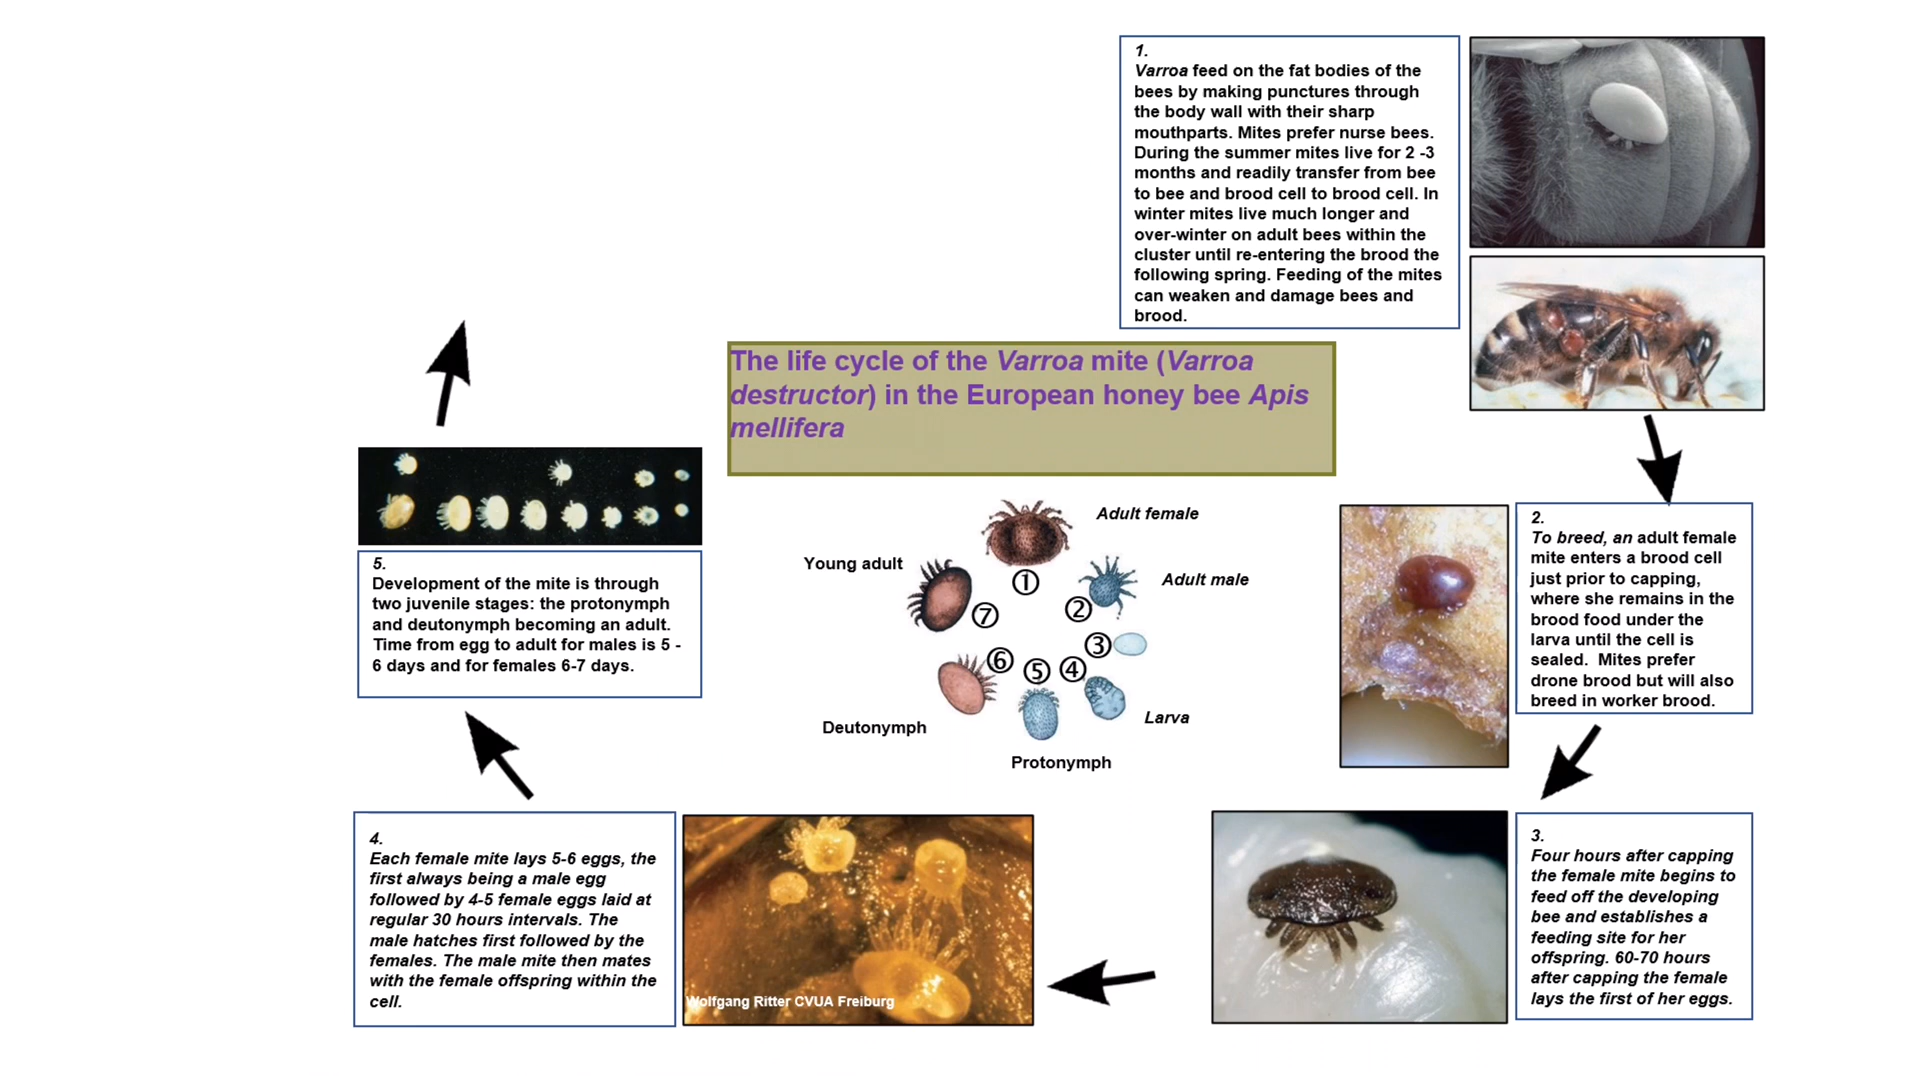 The life cycle of the Varroa mite (Varroa
destructor) in the European honey bee Apis
mellifera
1.
Varroa feed on the fat bodies of the
bees by making punctures through
the body wall with their sharp
mouthparts. Mites prefer nurse bees.
During the summer mites live for 2 -3
months and readily transfer from bee
to bee and brood cell to brood cell. In
winter mites live much longer and
over-winter on adult bees within the
cluster until re-entering the brood the
following spring. Feeding of the mites
can weaken and damage bees and
brood.
2.
To breed, an adult female
mite enters a brood cell
just prior to capping,
where she remains in the
brood food under the
larva until the cell is
sealed.  Mites prefer
drone brood but will also
breed in worker brood.
3.
Four hours after capping
the female mite begins to
feed off the developing
bee and establishes a
feeding site for her
offspring. 60-70 hours
after capping the female
lays the first of her eggs.
4.
Each female mite lays 5-6 eggs, the
first always being a male egg
followed by 4-5 female eggs laid at
regular 30 hours intervals. The
male hatches first followed by the
females. The male mite then mates
with the female offspring within the
cell.
Wolfgang Ritter CVUA Freiburg
5.
Development of the mite is through
two juvenile stages: the protonymph
and deutonymph becoming an adult.
Time from egg to adult for males is 5 -
6 days and for females 6-7 days.
Adult female
①
Adult male
②
③
④
Larva
⑤
Protonymph
⑥
Deutonymph
⑦
Young adult